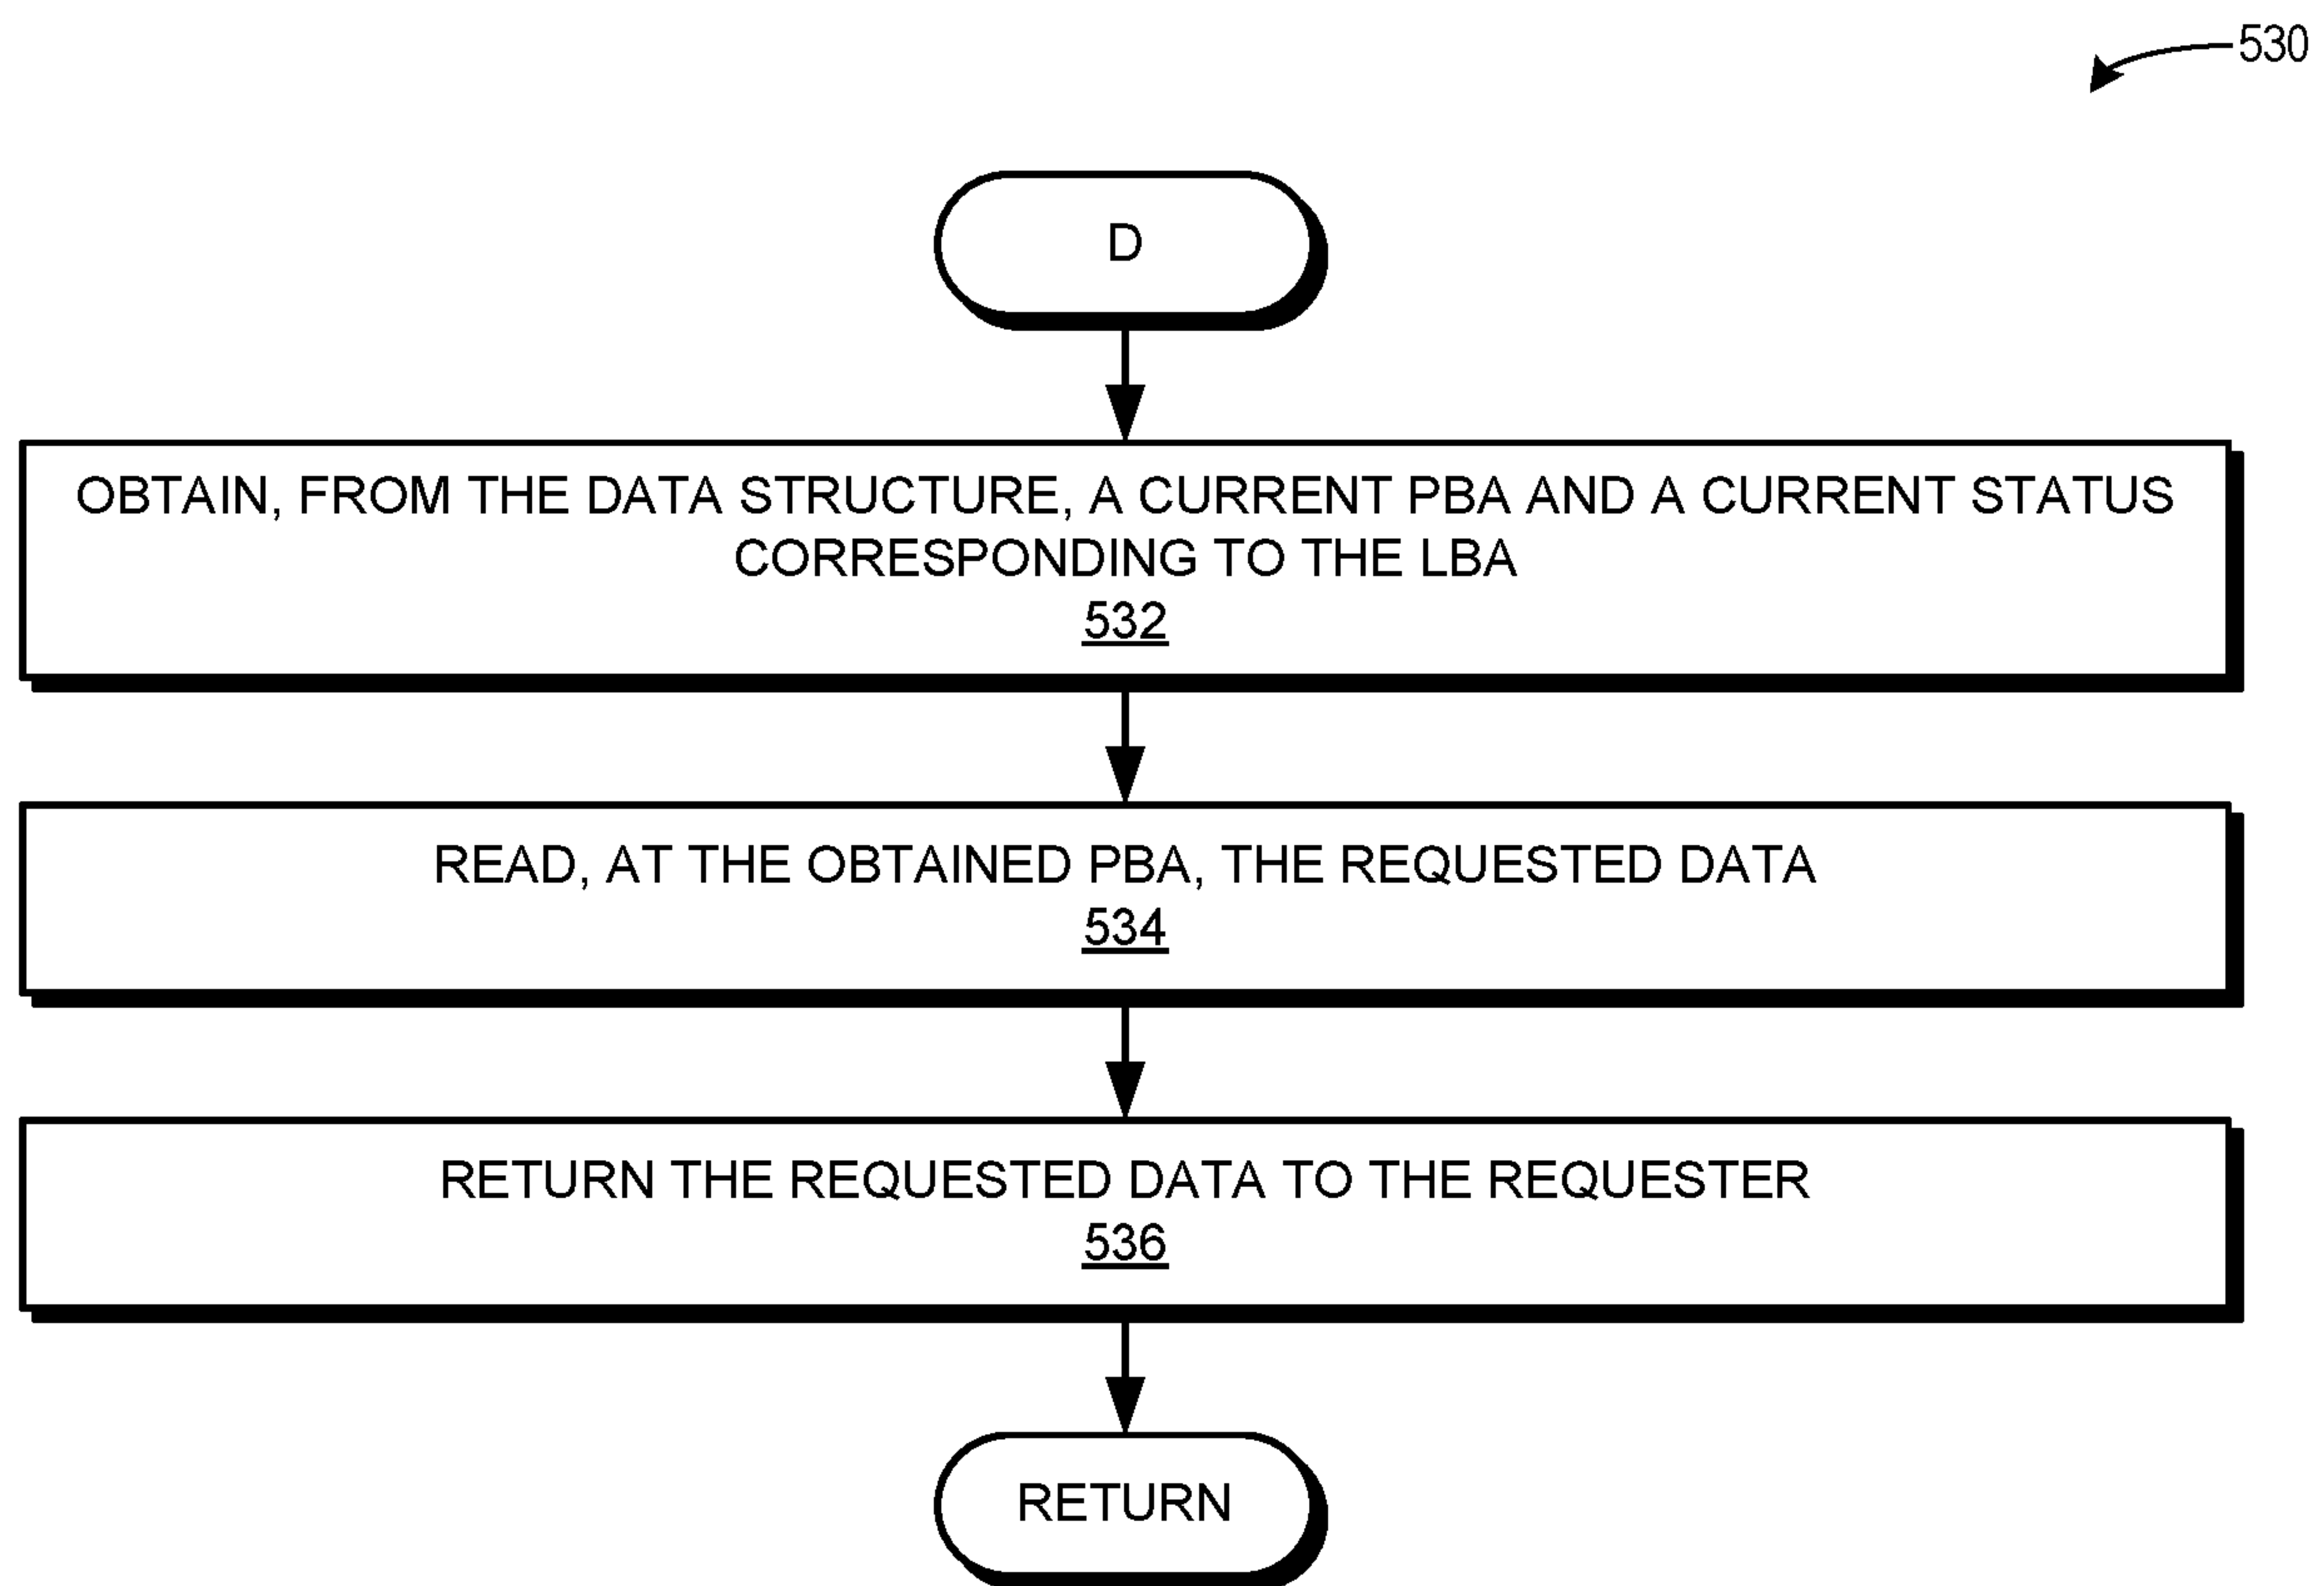 530
D
OBTAIN, FROM THE DATA STRUCTURE, A CURRENT PBA AND A CURRENT STATUS
CORRESPONDING TO THE LBA
532
READ, AT THE OBTAINED PBA, THE REQUESTED DATA
534
RETURN THE REQUESTED DATA TO THE REQUESTER
536
RETURN